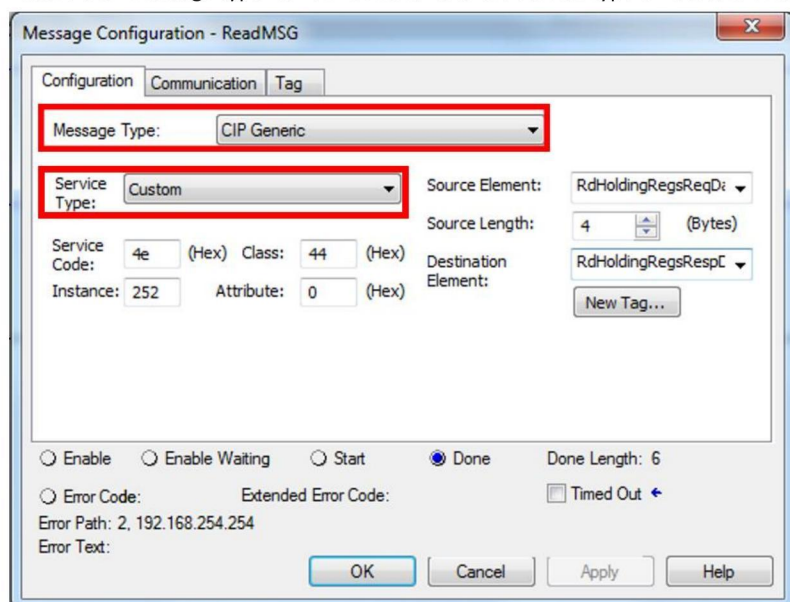 Message Configuration - ReadMSG
Configuration Communication Tag
Message Type: CIP Generic
Service Type: Custom
Source Element: RdHoldingRegsReqDa
Source Length: 4 (Bytes)
Service Code: 4e (Hex) Class: 44 (Hex)
Destination Element: RdHoldingRegsRespD
Instance: 252 Attribute: 0 (Hex)
New Tag...
Enable Enable Waiting Start Done Done Length: 6
Error Code: Extended Error Code: Timed Out
Error Path: 2, 192.168.254.254
Error Text:
OK Cancel Apply Help